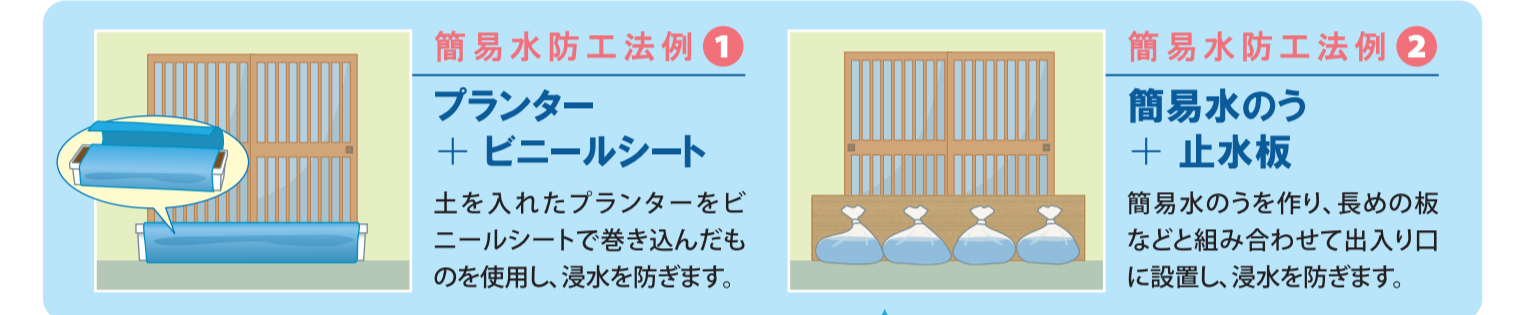 簡易水防工法例 1
プランター
＋ ビニールシート
土を入れたプランターをビ
ニールシートで巻き込んだも
のを使用し、浸水を防ぎます。
簡易水防工法例 2
簡易水のう
＋ 止水板
簡易水のうを作り、長めの板
などと組み合わせて出入り口
に設置し、浸水を防ぎます。